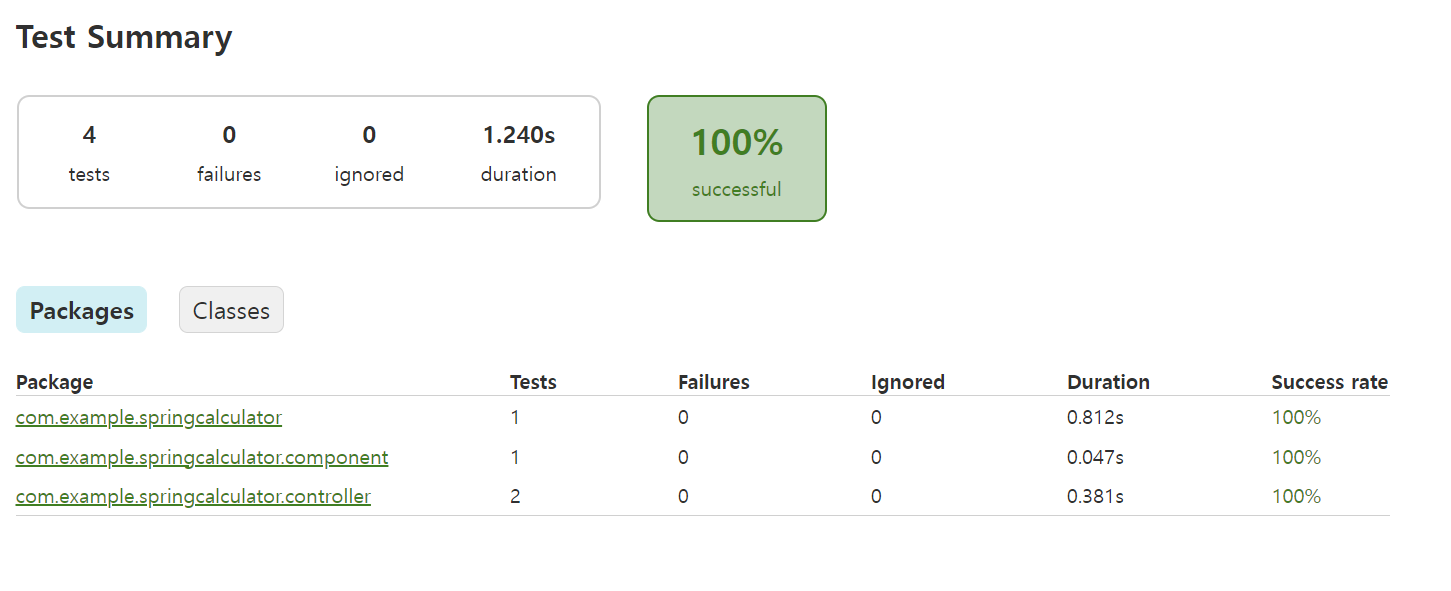 Test Summary
4 0 0 1.240s 100%
tests failures ignored duration successful
Packages Classes
Package Tests Failures Ignored Duration Success rate
com.example.springcalculator 1 0 0 0.812s 100%
com.example.springcalculator.component 1 0 0 0.047s 100%
com.example.springcalculator.controller 2 0 0 0.381s 100%